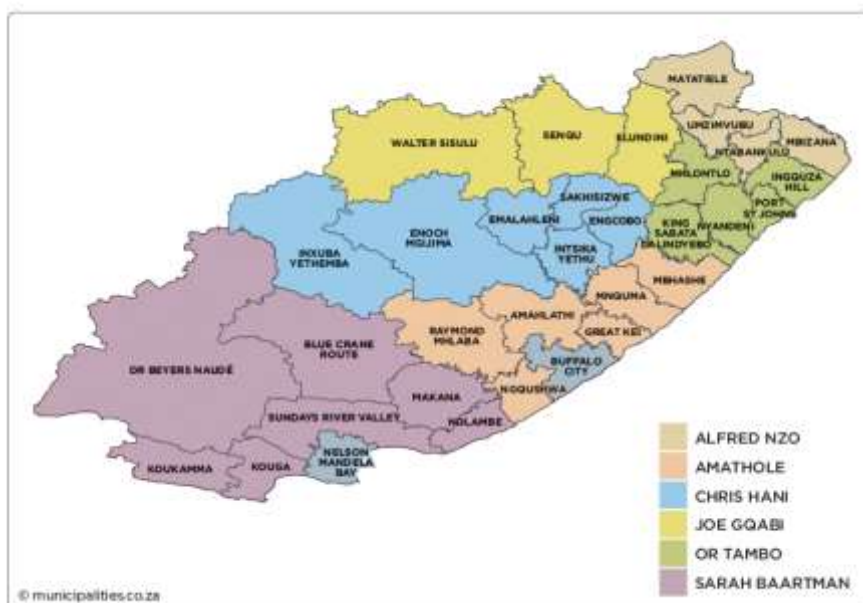 MATATIELE
UMZIMVUBU
MBIZANA
NTABANKULU
WALTER SISULU
SENQU
ELUNDINI
MHLONTLO
INGQUZA
HILL
PORT
ST JOHNS
NYANDENI
KING
SABATA
DALINDYEBO
SAKHISIZWE
EMALAHLENI
ENGCOBO
ENOCH
MGIJIMA
INTSIKA
YETHU
INXUBA
YETHEMBA
MBHASHE
MNQUMA
AMAHLATHI
GREAT KEI
RAYMOND
MHLABA
BUFFALO
CITY
NGQUSHWA
BLUE CRANE
ROUTE
DR BEYERS NAUDÉ
MAKANA
NDLAMBE
SUNDAYS RIVER VALLEY
NELSON
MANDELA
BAY
KOUKAMMA
KOUGA
ALFRED NZO
AMATHOLE
CHRIS HANI
JOE GQABI
OR TAMBO
SARAH BAARTMAN
© municipalities.co.za